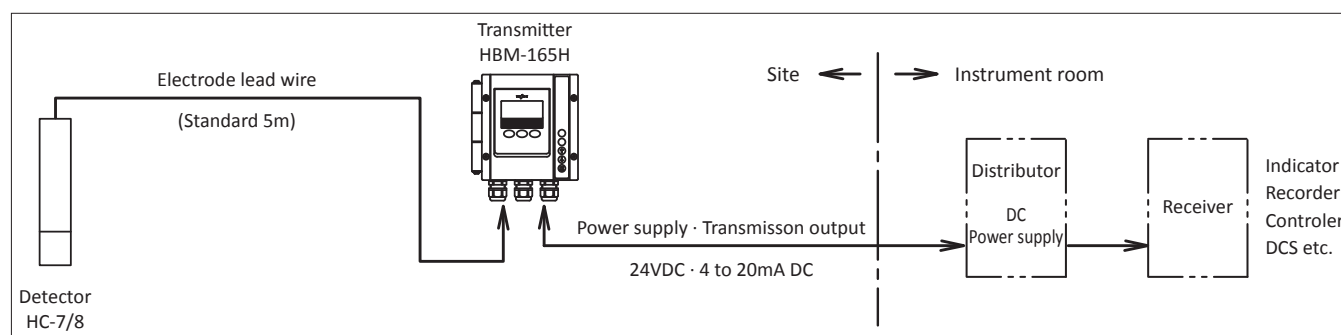 Transmitter
HBM-165H
Electrode lead wire
(Standard 5m)
Site
Instrument room
Distributor
DC
Power supply
Receiver
Indicator
Recorder
Controler
DCS etc.
Power supply · Transmisson output
24VDC · 4 to 20mA DC
Detector
HC-7/8